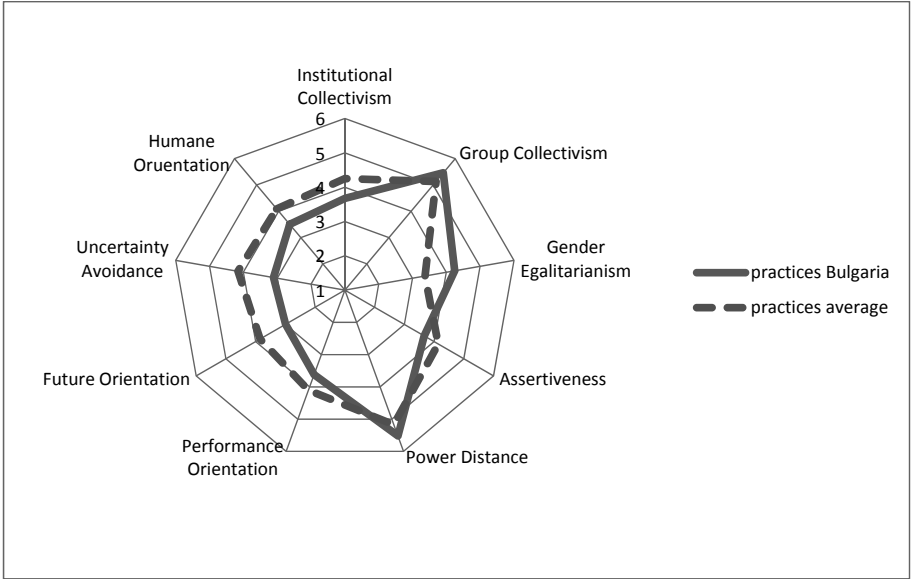 Institutional
Collectivism
Group Collectivism
Gender
Egalitarianism
Assertiveness
Power Distance
Performance
Orientation
Future Orientation
Uncertainty
Avoidance
Humane
Oruentation
6
5
4
3
2
1
practices Bulgaria
practices average